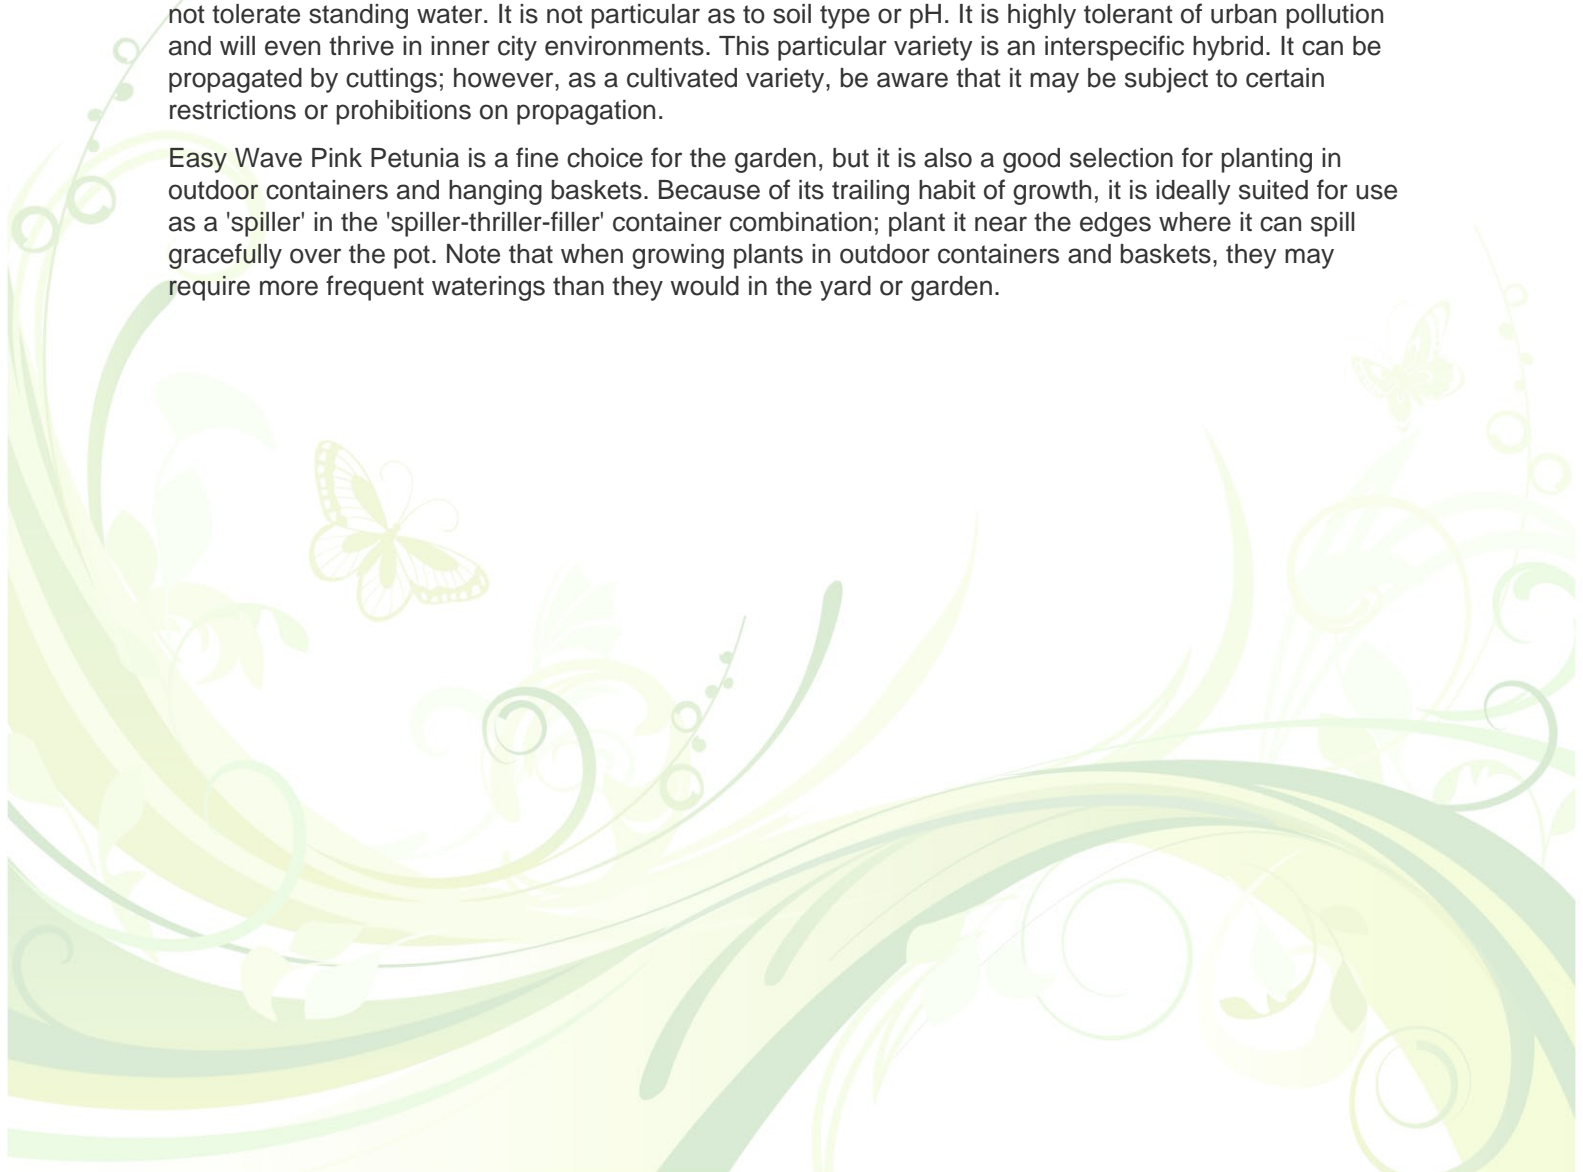 not tolerate standing water. It is not particular as to soil type or pH. It is highly tolerant of urban pollution
and will even thrive in inner city environments. This particular variety is an interspecific hybrid. It can be
propagated by cuttings; however, as a cultivated variety, be aware that it may be subject to certain
restrictions or prohibitions on propagation.
Easy Wave Pink Petunia is a fine choice for the garden, but it is also a good selection for planting in
outdoor containers and hanging baskets. Because of its trailing habit of growth, it is ideally suited for use
as a 'spiller' in the 'spiller-thriller-filler' container combination; plant it near the edges where it can spill
gracefully over the pot. Note that when growing plants in outdoor containers and baskets, they may
require more frequent waterings than they would in the yard or garden.